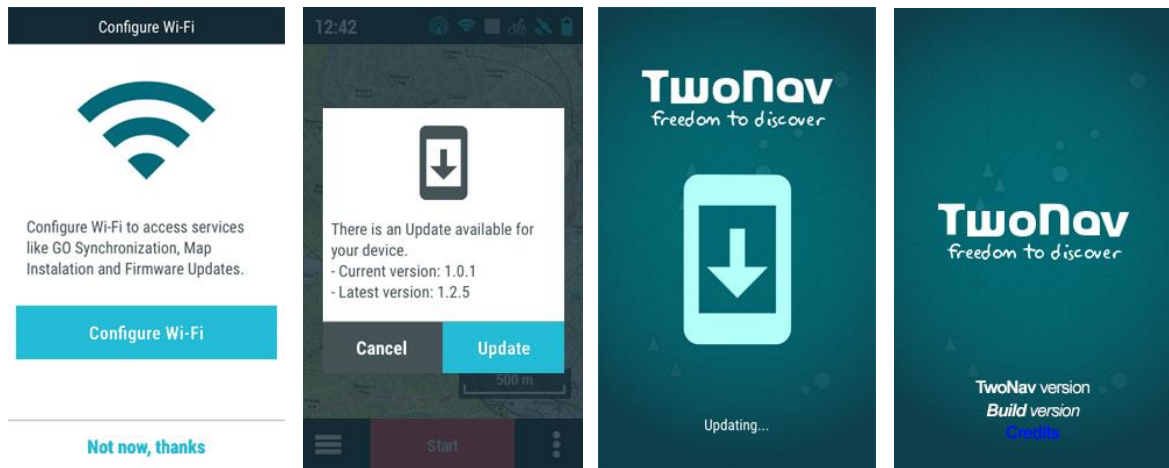 Configure Wi-Fi
Configure Wi-Fi to access services
like GO Synchronization, Map
Instalation and Firmware Updates.
Configure Wi-Fi
Not now, thanks
12:42
There is an Update available for
your device.
- Current version: 1.0.1
- Latest version: 1.2.5
Cancel
Update
500 m
Start
TwoNav
freedom to discover
Updating...
TwoNav
freedom to discover
TwoNav version
Build version
Credits